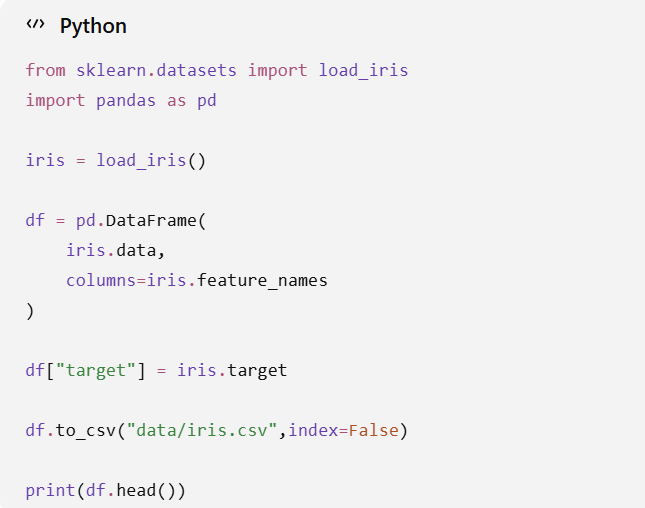 </> Python
from sklearn.datasets import load_iris
import pandas as pd
iris = load_iris()
df = pd.DataFrame(
    iris.data,
    columns=iris.feature_names
)
df["target"] = iris.target
df.to_csv("data/iris.csv",index=False)
print(df.head())